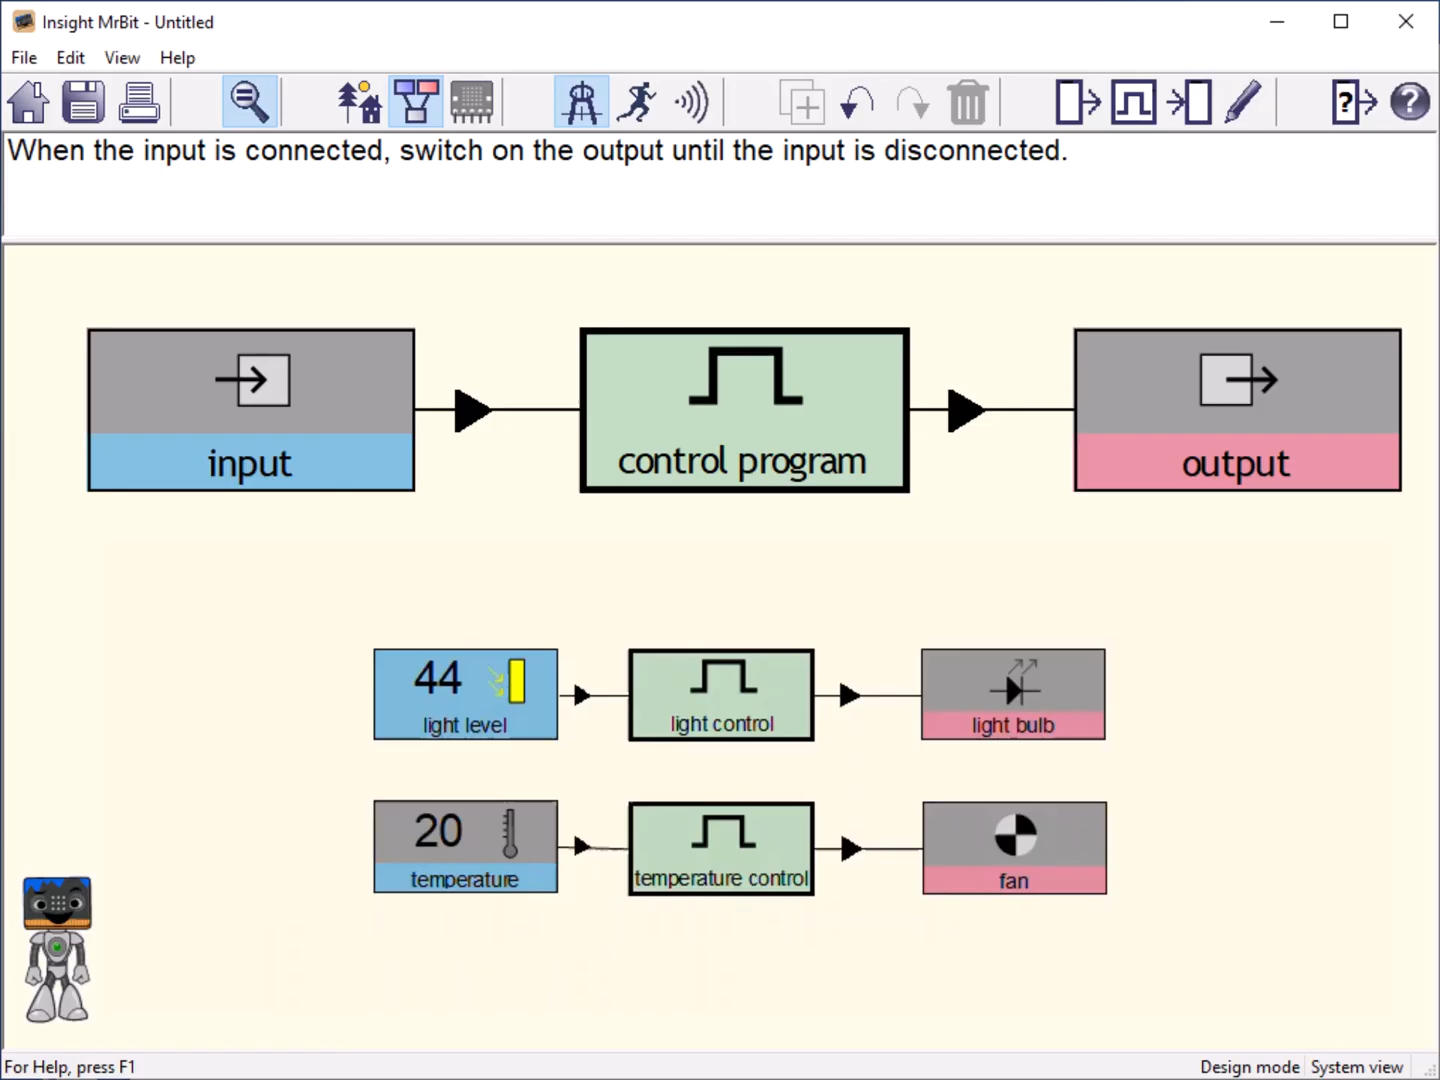 Insight MrBit - Untitled
File Edit View Help
When the input is connected, switch on the output until the input is disconnected.
input
control program
output
44
light level
light control
light bulb
20
temperature
temperature control
fan
For Help, press F1
Design mode System view